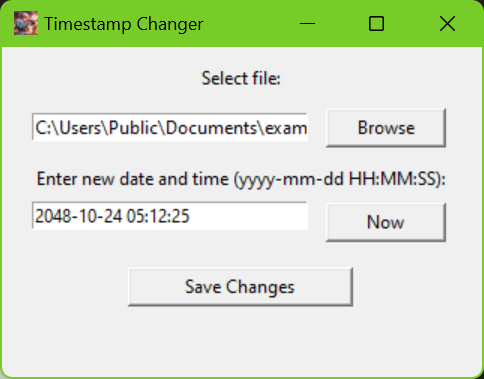 Timestamp Changer
Select file:
C:\Users\Public\Documents\exam
Browse
Enter new date and time (yyyy-mm-dd HH:MM:SS):
2048-10-24 05:12:25
Now
Save Changes